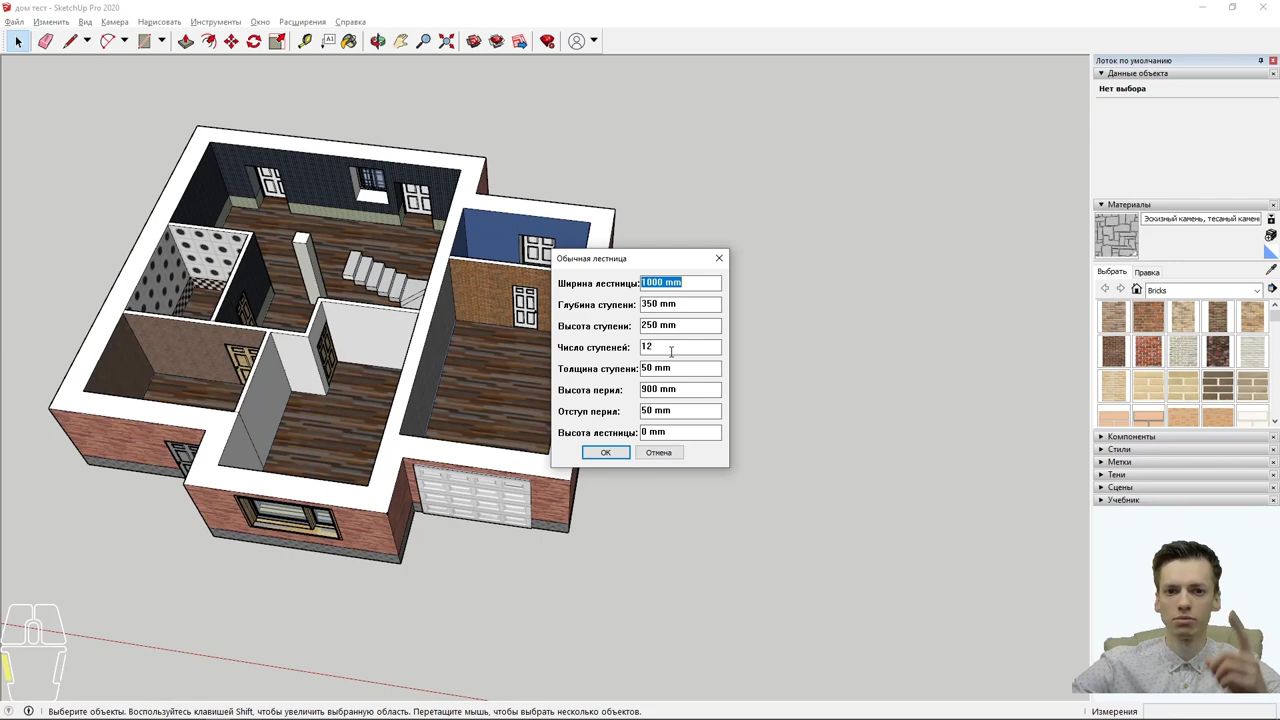 дом тест - SketchUp Pro 2020
Файл Изменить Вид Камера Нарисовать Инструменты Окно Расширения Справка
Лоток по умолчанию
Данные объекта
Нет выбора
Материалы
Эскизный камень, тесаный камен
Выбрать Правка
Bricks
Компоненты
Стили
Метки
Тени
Сцены
Учебник
Обычная лестница
Ширина лестницы: 1000 mm
Глубина ступени: 350 mm
Высота ступени: 250 mm
Число ступеней: 12
Толщина ступени: 50 mm
Высота перил: 900 mm
Отступ перил: 50 mm
Высота лестницы: 0 mm
OK Отмена
Выберите объекты. Воспользуйтесь клавишей Shift, чтобы увеличить выбранную область. Перетащите мышь, чтобы выбрать несколько объектов.
Измерения